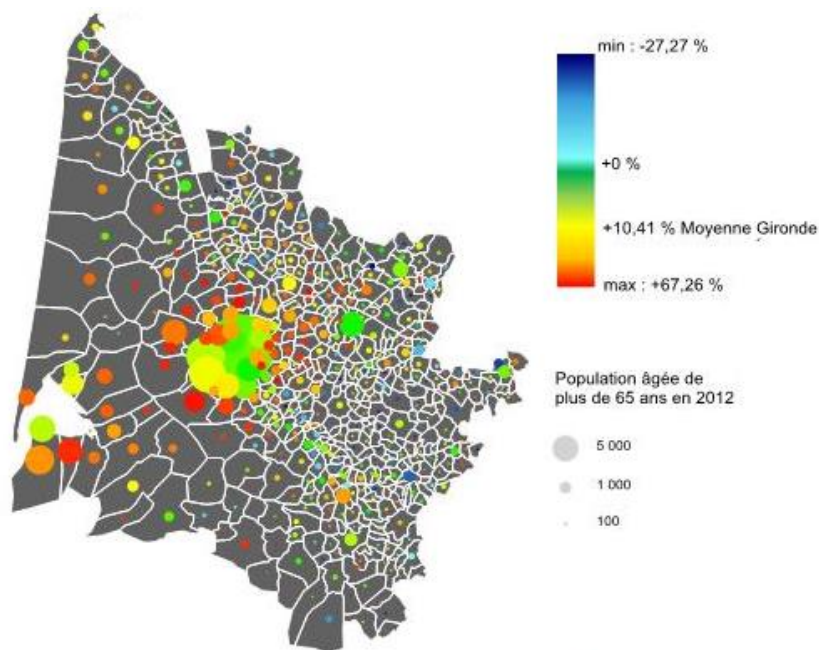 min : -27,27 %
+0 %
+10,41 % Moyenne Gironde
max : +67,26 %
Population âgée de
plus de 65 ans en 2012
5 000
1 000
100